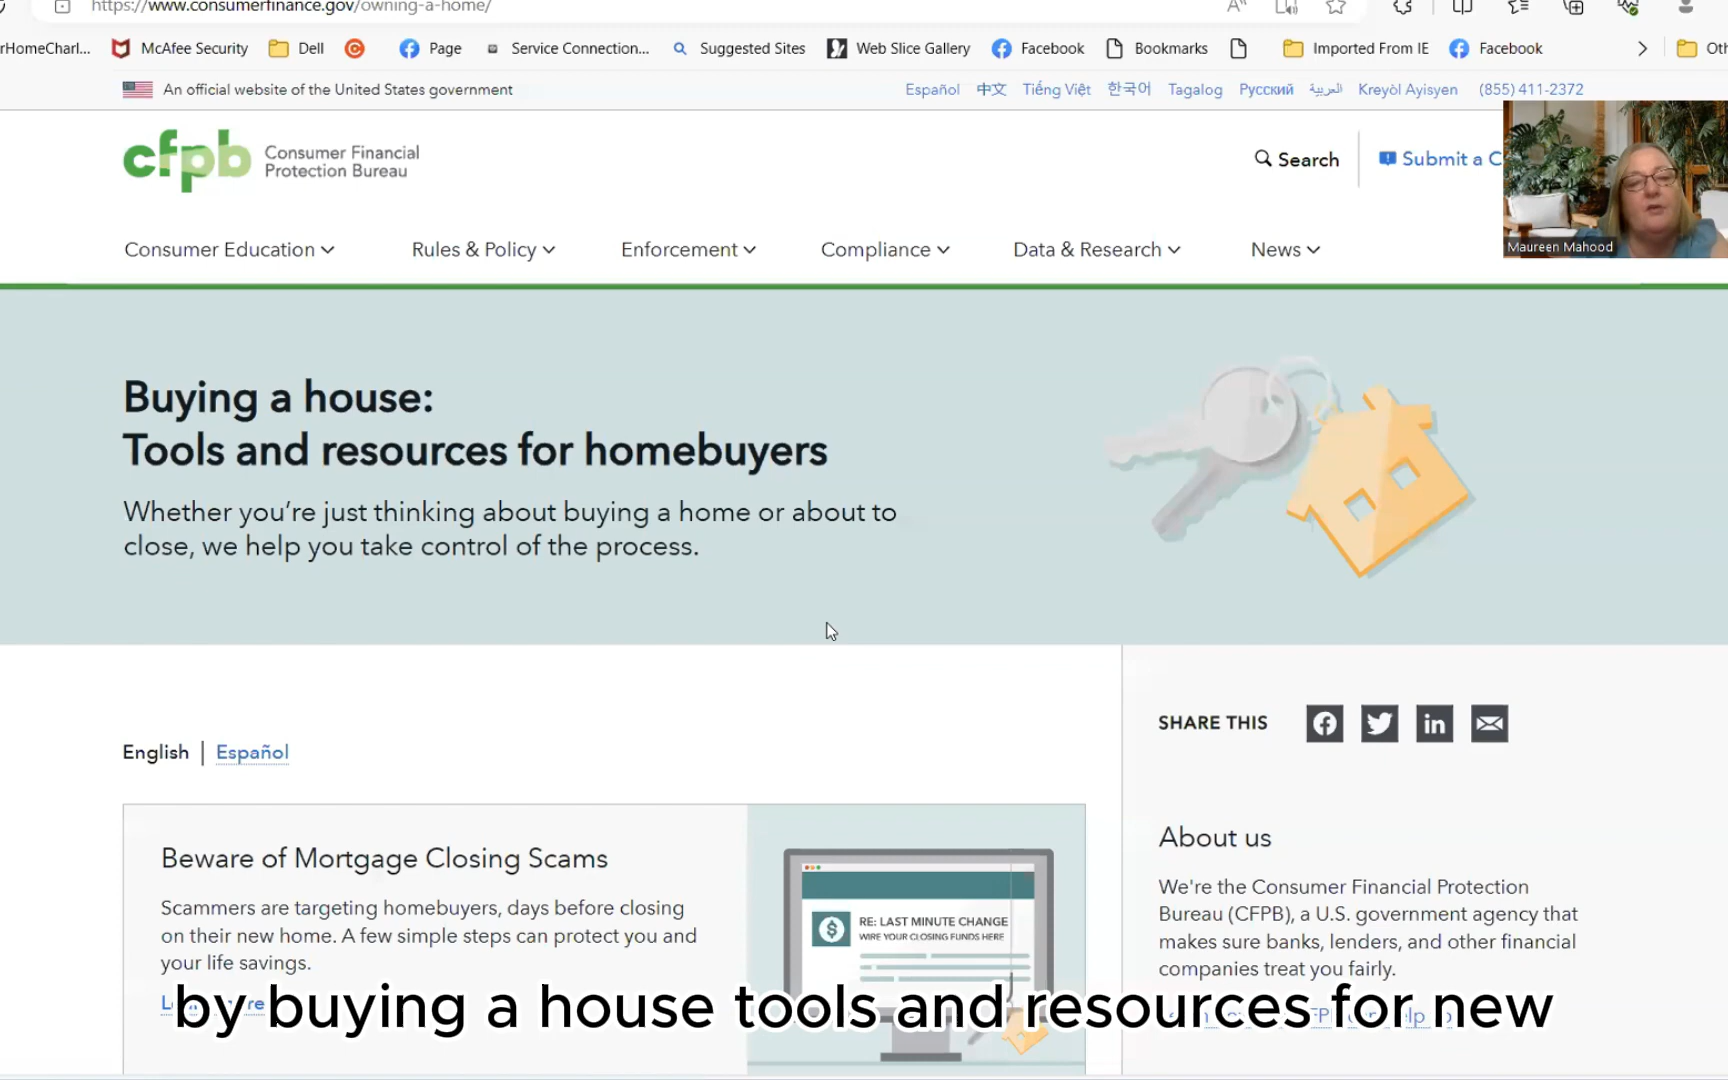 https://www.consumerfinance.gov/owning-a-home/
rHomeCharl... McAfee Security Dell Page Service Connection... Suggested Sites Web Slice Gallery Facebook Bookmarks Imported From IE Facebook Oth
An official website of the United States government
Español 中文 Tiếng Việt 한국어 Tagalog Русский العربية Kreyòl Ayisyen (855) 411-2372
cfpb Consumer Financial
Protection Bureau
Search
Submit a C
Maureen Mahood
Consumer Education Rules & Policy Enforcement Compliance Data & Research News
Buying a house:
Tools and resources for homebuyers
Whether you're just thinking about buying a home or about to
close, we help you take control of the process.
English | Español
SHARE THIS
Beware of Mortgage Closing Scams
Scammers are targeting homebuyers, days before closing
on their new home. A few simple steps can protect you and
your life savings.
RE: LAST MINUTE CHANGE
WIRE YOUR CLOSING FUNDS HERE
About us
We're the Consumer Financial Protection
Bureau (CFPB), a U.S. government agency that
makes sure banks, lenders, and other financial
companies treat you fairly.
by buying a house tools and resources for new